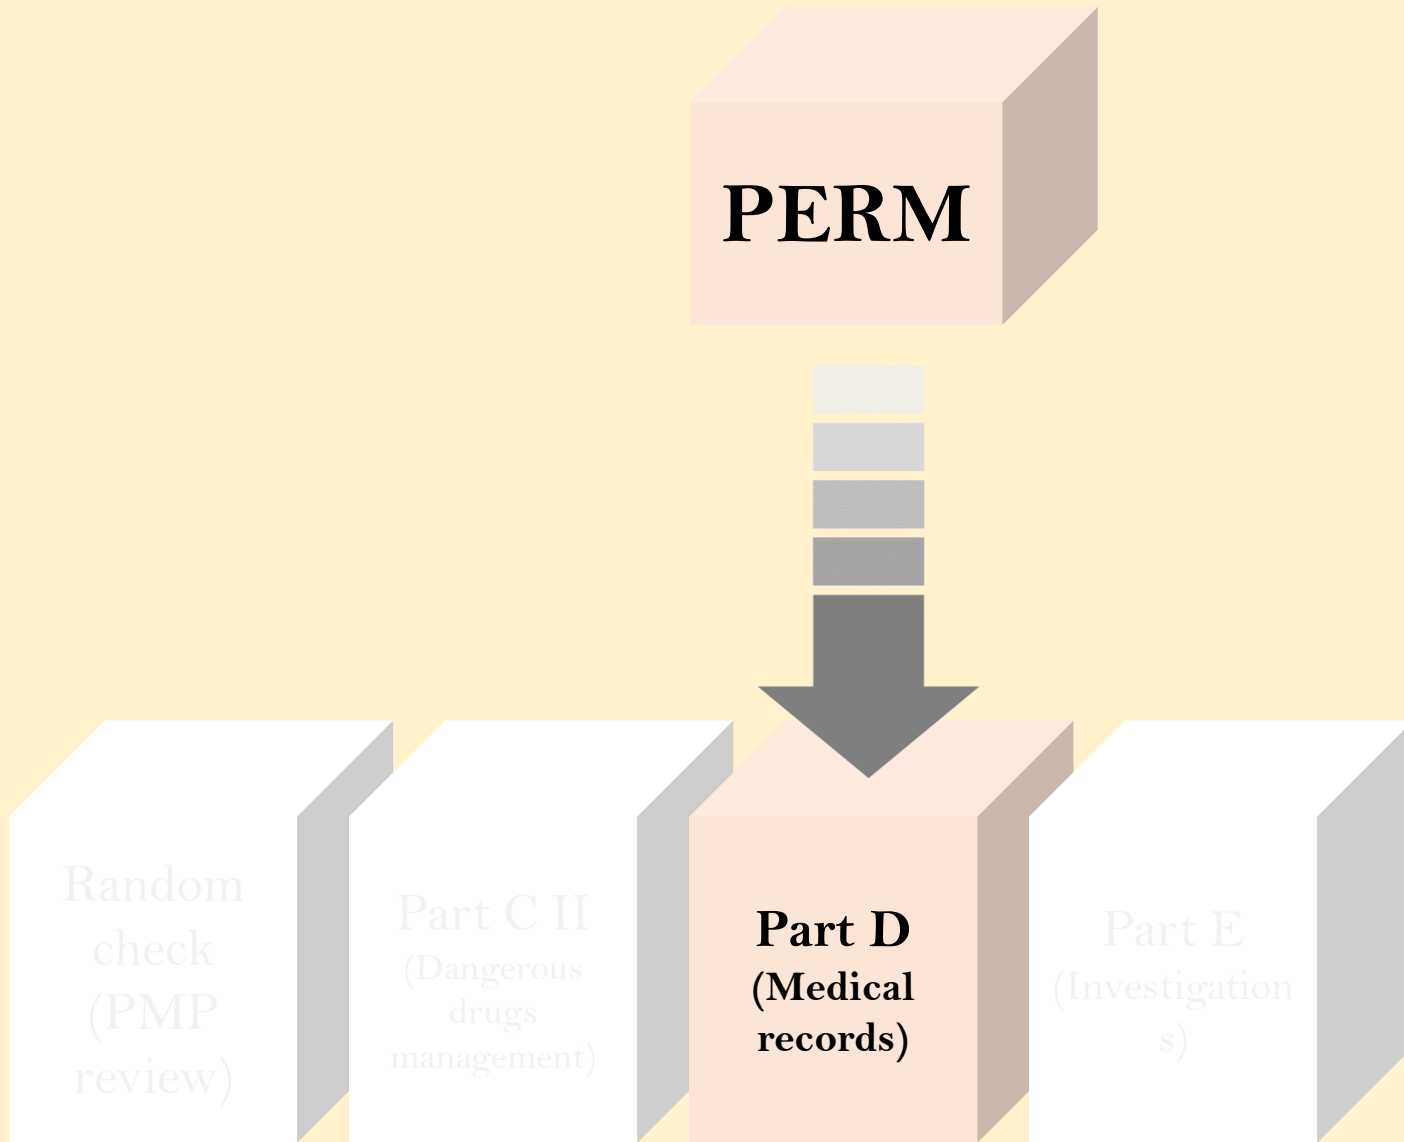 PERM
Random
check
(PMP
review)
Part C II
(Dangerous
drugs
management)
Part D
(Medical
records)
Part E
(Investigation
s)